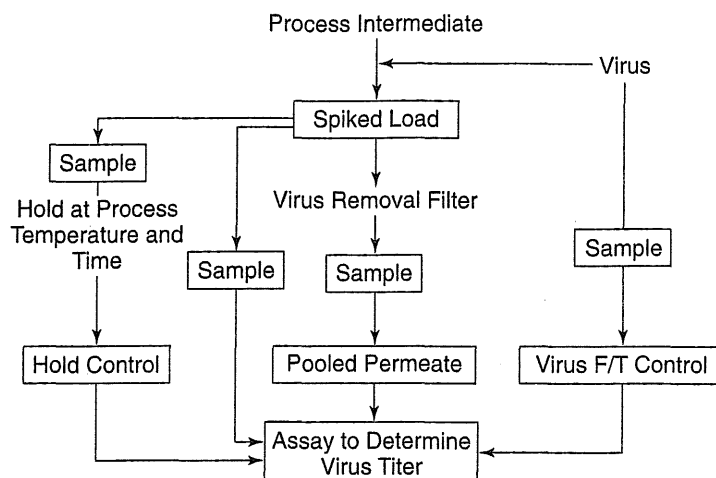 Process Intermediate
Virus
Spiked Load
Sample
Hold at Process
Temperature and
Time
Virus Removal Filter
Sample
Sample
Sample
Hold Control
Pooled Permeate
Virus F/T Control
Assay to Determine
Virus Titer